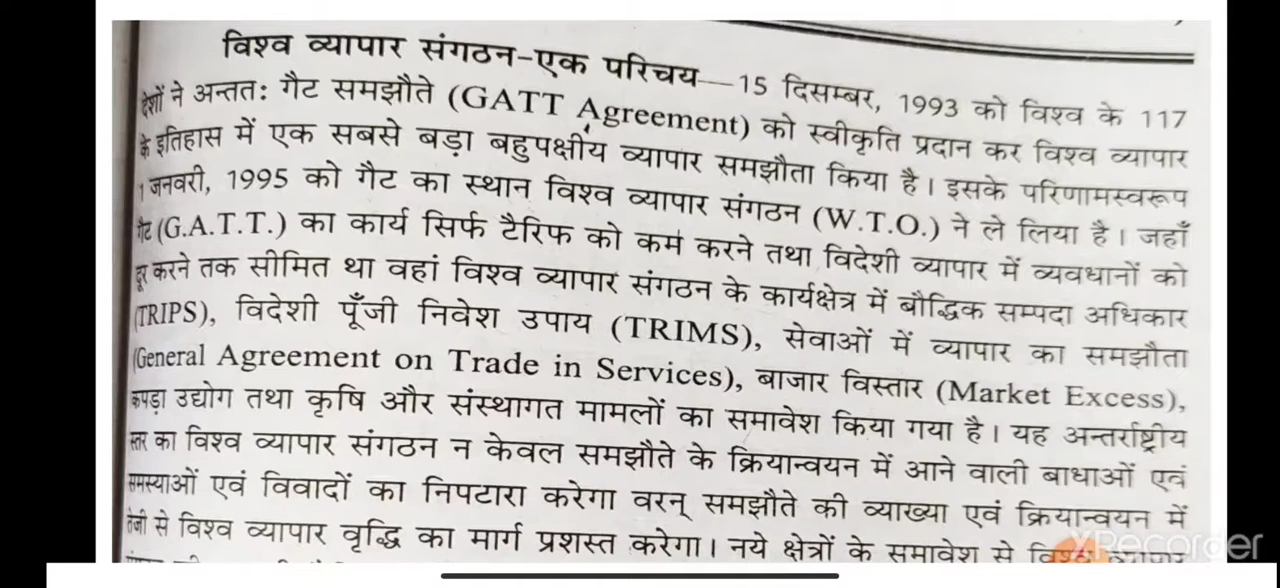 विश्व व्यापार संगठन-एक परिचय—15 दिसम्बर, 1993 को विश्व के 117
देशों ने अन्ततः गैट समझौते (GATT Agreement) को स्वीकृति प्रदान कर विश्व व्यापार
के इतिहास में एक सबसे बड़ा बहुपक्षीय व्यापार समझौता किया है। इसके परिणामस्वरूप
1 जनवरी, 1995 को गैट का स्थान विश्व व्यापार संगठन (W.T.O.) ने ले लिया है। जहाँ
गैट (G.A.T.T.) का कार्य सिर्फ टैरिफ को कम करने तथा विदेशी व्यापार में व्यवधानों को
दूर करने तक सीमित था वहां विश्व व्यापार संगठन के कार्यक्षेत्र में बौद्धिक सम्पदा अधिकार
(TRIPS), विदेशी पूँजी निवेश उपाय (TRIMS), सेवाओं में व्यापार का समझौता
(General Agreement on Trade in Services), बाजार विस्तार (Market Excess),
कपड़ा उद्योग तथा कृषि और संस्थागत मामलों का समावेश किया गया है। यह अन्तर्राष्ट्रीय
स्तर का विश्व व्यापार संगठन न केवल समझौते के क्रियान्वयन में आने वाली बाधाओं एवं
समस्याओं एवं विवादों का निपटारा करेगा वरन् समझौते की व्याख्या एवं क्रियान्वयन में
तेजी से विश्व व्यापार वृद्धि का मार्ग प्रशस्त करेगा। नये क्षेत्रों के समावेश से विश्व व्यापार
XRecorder